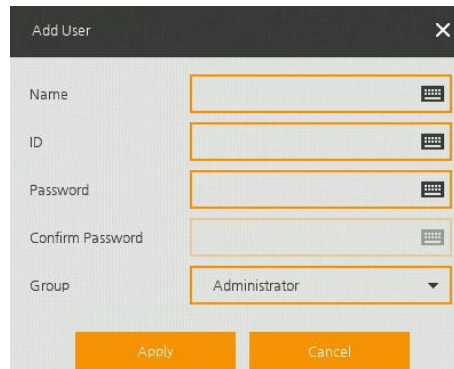 Add User
Name
ID
Password
Confirm Password
Group Administrator
Apply Cancel